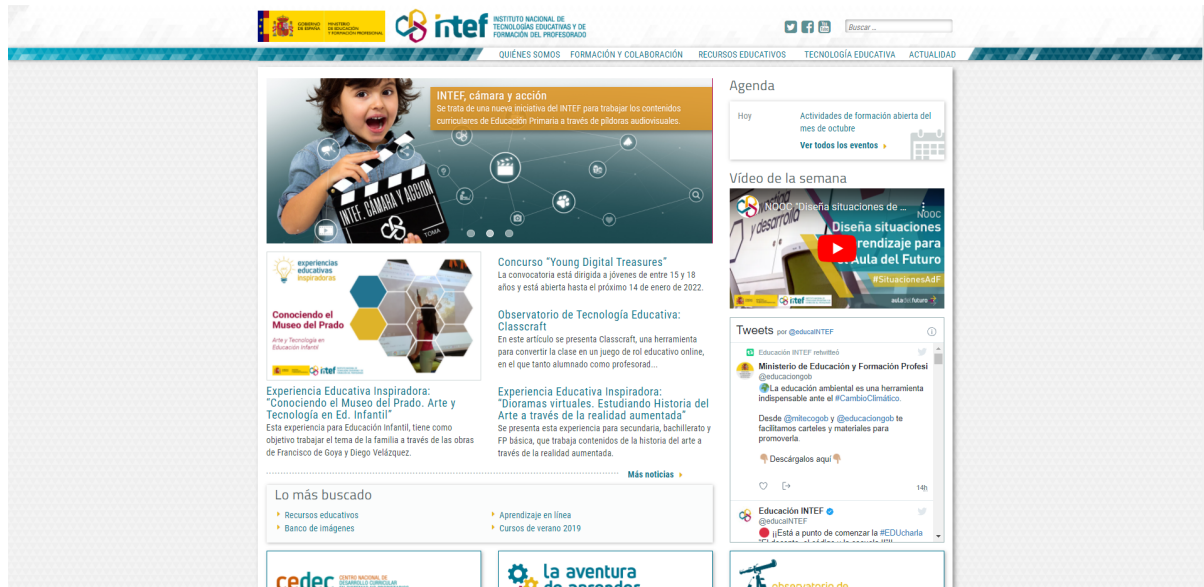 GOBIERNO
DE ESPAÑA
MINISTERIO
DE EDUCACIÓN
Y FORMACIÓN PROFESIONAL
intef
INSTITUTO NACIONAL DE
TECNOLOGÍAS EDUCATIVAS Y DE
FORMACIÓN DEL PROFESORADO
Buscar ...
QUIÉNES SOMOS FORMACIÓN Y COLABORACIÓN RECURSOS EDUCATIVOS TECNOLOGÍA EDUCATIVA ACTUALIDAD
INTEF, cámara y acción
Se trata de una nueva iniciativa del INTEF para trabajar los contenidos
curriculares de Educación Primaria a través de píldoras audiovisuales.
INTEF, CÁMARA Y ACCIÓN
TOMA
experiencias
educativas
inspiradoras
Conociendo el
Museo del Prado
Arte y Tecnología en
Educación Infantil
intef
Experiencia Educativa Inspiradora:
"Conociendo el Museo del Prado. Arte y
Tecnología en Ed. Infantil"
Esta experiencia para Educación Infantil, tiene como
objetivo trabajar el tema de la familia a través de las obras
de Francisco de Goya y Diego Velázquez.
Concurso "Young Digital Treasures"
La convocatoria está dirigida a jóvenes de entre 15 y 18
años y está abierta hasta el próximo 14 de enero de 2022.
Observatorio de Tecnología Educativa:
Classcraft
En este artículo se presenta Classcraft, una herramienta
para convertir la clase en un juego de rol educativo online,
en el que tanto alumnado como profesorad...
Experiencia Educativa Inspiradora:
"Dioramas virtuales. Estudiando Historia del
Arte a través de la realidad aumentada"
Se presenta esta experiencia para secundaria, bachillerato y
FP básica, que trabaja contenidos de la historia del arte a
través de la realidad aumentada.
Más noticias
Lo más buscado
Recursos educativos
Banco de imágenes
Aprendizaje en línea
Cursos de verano 2019
cedec
CENTRO NACIONAL DE
DESARROLLO CURRICULAR
la aventura
de aprender
observatorio de
Agenda
Hoy
Actividades de formación abierta del
mes de octubre
Ver todos los eventos
Vídeo de la semana
NOOC "Diseña situaciones de ...
NOOC
Diseña situaciones
rendizaje para
Aula del Futuro
#SituacionesAdF
intef
aula del futuro
y desarrolla
Tweets por @educaINTEF
Educación INTEF retwitteó
Ministerio de Educación y Formación Profesi
@educaciongob
La educación ambiental es una herramienta
indispensable ante el #CambioClimático.
Desde @mitecogob y @educaciongob te
facilitamos carteles y materiales para
promoverla.
Descárgalos aquí
14h
Educación INTEF
@educaINTEF
¡¡Está a punto de comenzar la #EDUcharla